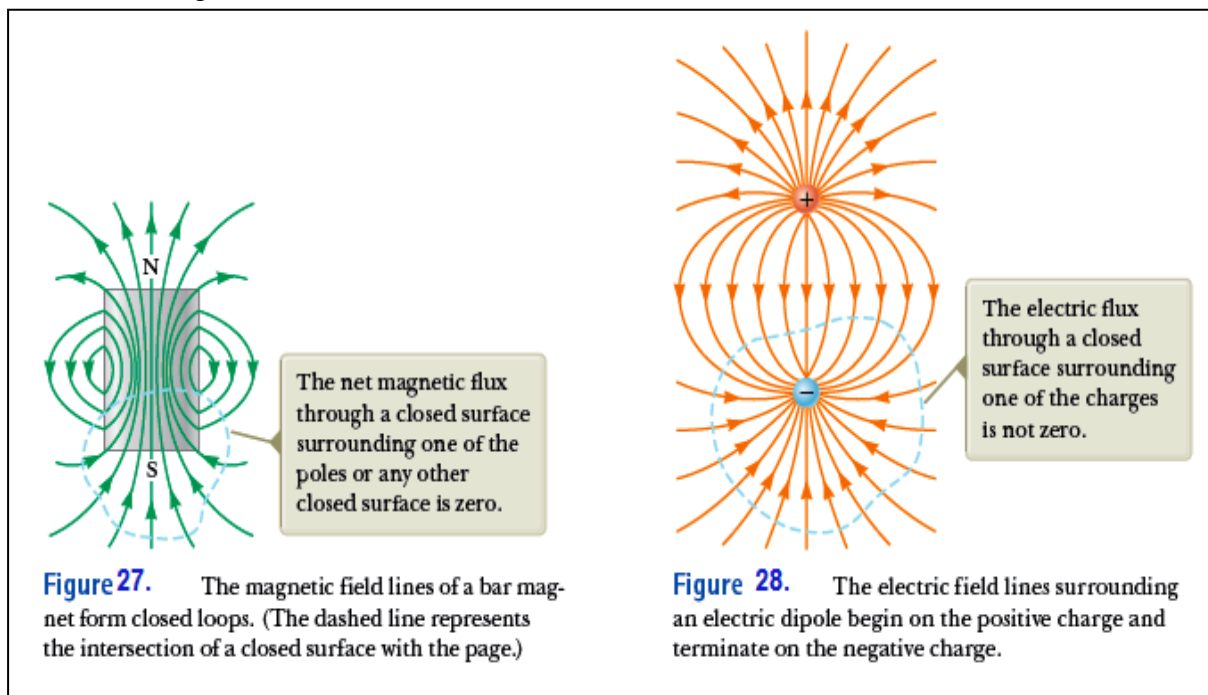 N
S
The net magnetic flux
through a closed surface
surrounding one of the
poles or any other
closed surface is zero.
Figure 27. The magnetic field lines of a bar mag-
net form closed loops. (The dashed line represents
the intersection of a closed surface with the page.)
+
−
The electric flux
through a closed
surface surrounding
one of the charges
is not zero.
Figure 28. The electric field lines surrounding
an electric dipole begin on the positive charge and
terminate on the negative charge.